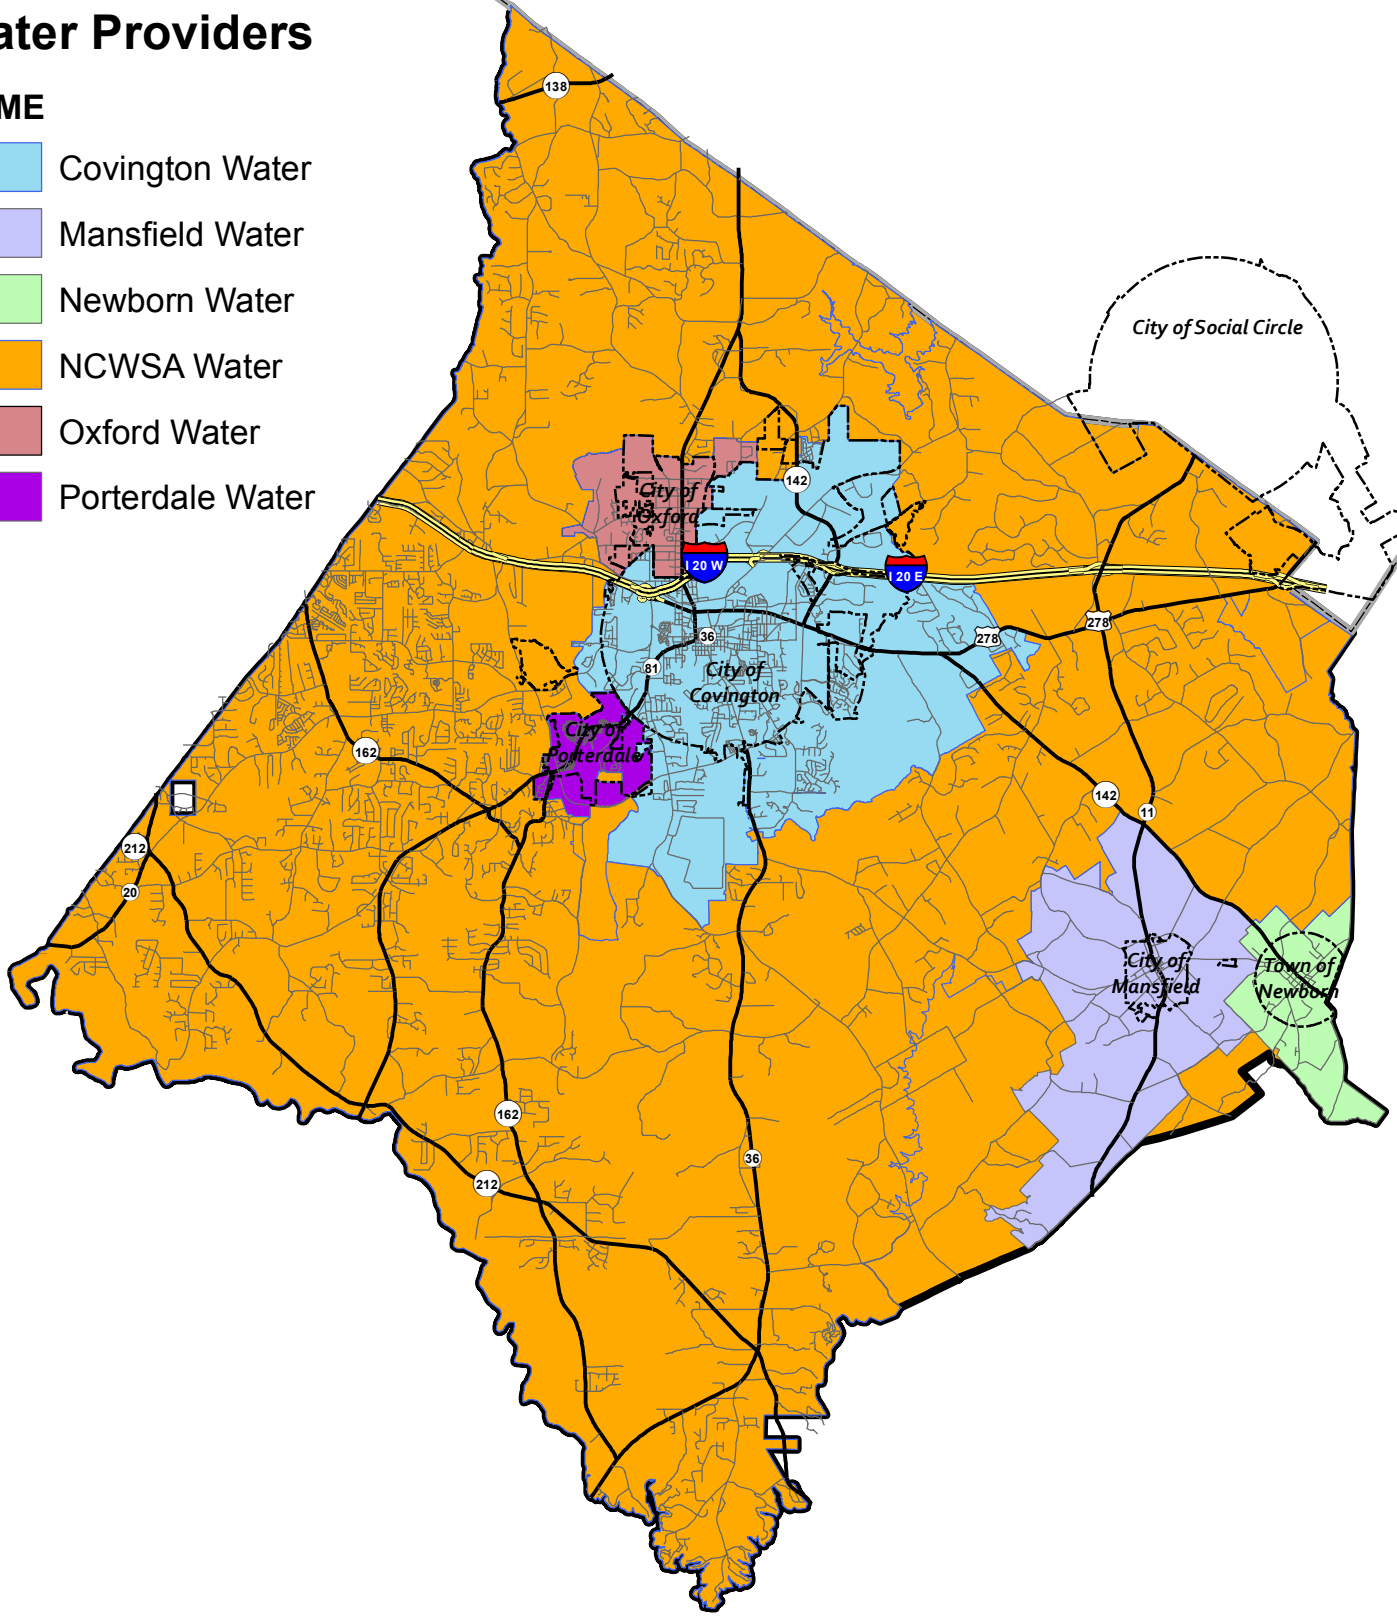 ater Providers
ME
Covington Water
Mansfield Water
Newborn Water
NCWSA Water
Oxford Water
Porterdale Water
138
City of Social Circle
142
City of
Oxford
I 20 W
I 20 E
278
278
36
81
City of
Covington
City of
Porterdale
162
142
11
212
20
City of
Mansfield
Town of
Newborn
162
36
212